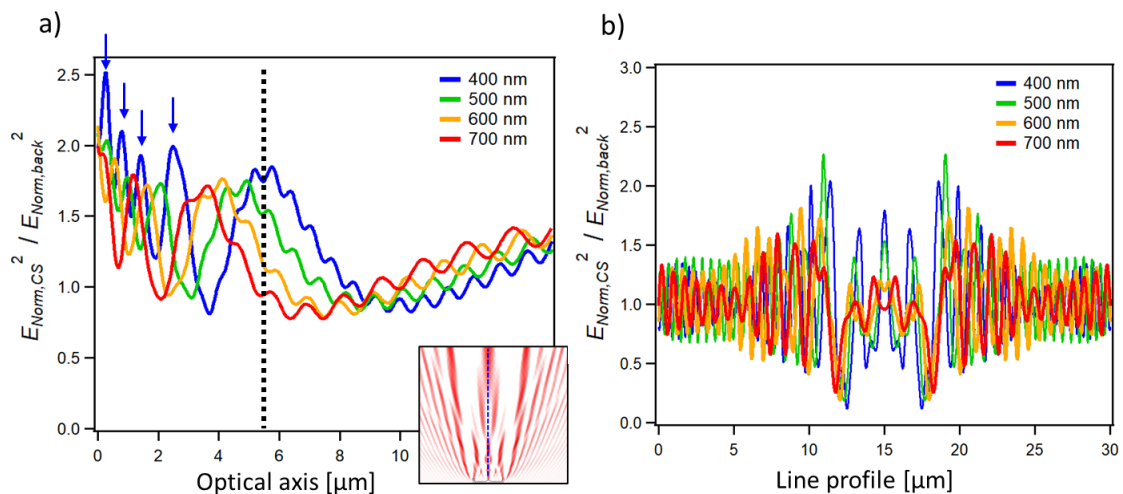 a)
E_Norm,CS^2 / E_Norm,back^2
2.5
2.0
1.5
1.0
0.5
0.0
400 nm
500 nm
600 nm
700 nm
0 2 4 6 8 10
Optical axis [µm]
b)
E_Norm,CS^2 / E_Norm,back^2
3.0
2.5
2.0
1.5
1.0
0.5
0.0
400 nm
500 nm
600 nm
700 nm
0 5 10 15 20 25 30
Line profile [µm]